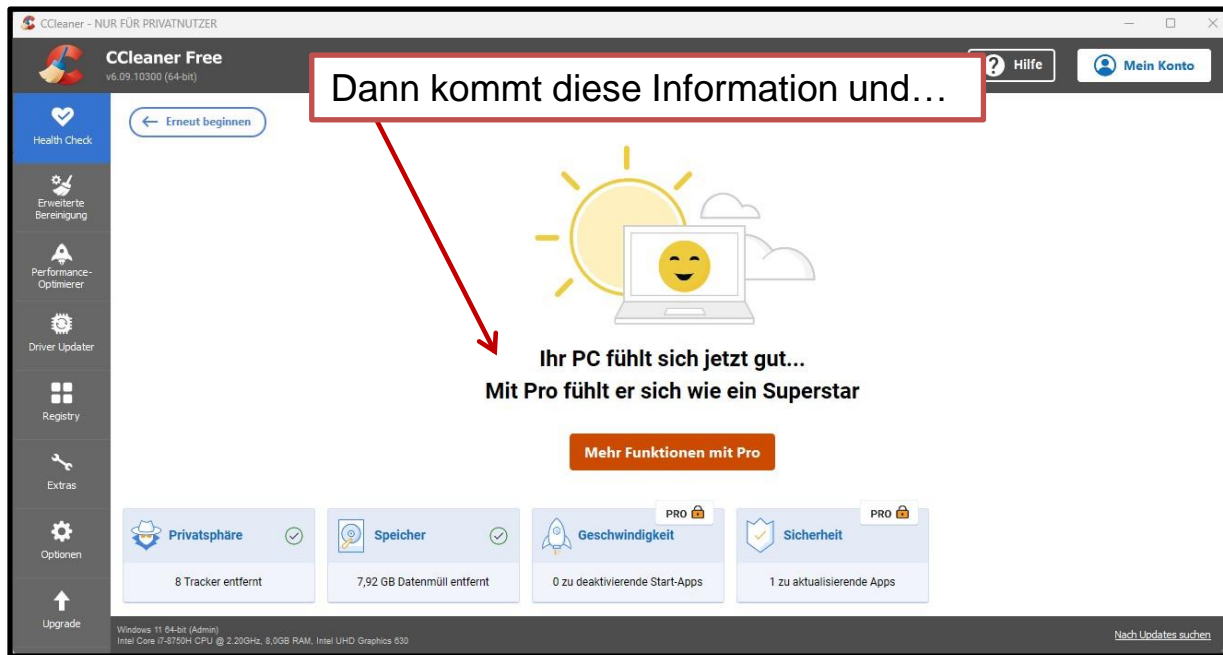 CCleaner - NUR FÜR PRIVATNUTZER
CCleaner Free
v6.09.10300 (64-bit)
Dann kommt diese Information und…
Hilfe
Mein Konto
Health Check
Erneut beginnen
Erweiterte
Bereinigung
Performance-
Optimierer
Driver Updater
Registry
Extras
Optionen
Upgrade
Ihr PC fühlt sich jetzt gut...
Mit Pro fühlt er sich wie ein Superstar
Mehr Funktionen mit Pro
Privatsphäre
8 Tracker entfernt
Speicher
7,92 GB Datenmüll entfernt
PRO
Geschwindigkeit
0 zu deaktivierende Start-Apps
PRO
Sicherheit
1 zu aktualisierende Apps
Windows 11 64-bit (Admin)
Intel Core i7-8750H CPU @ 2.20GHz, 8,0GB RAM, Intel UHD Graphics 630
Nach Updates suchen